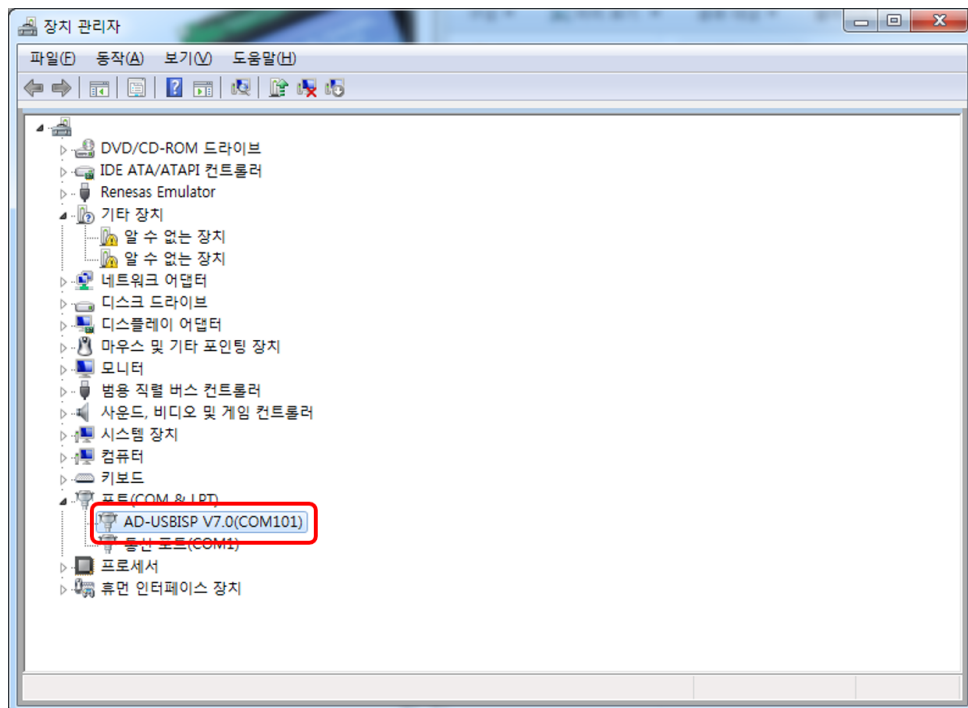 장치 관리자
파일(F) 동작(A) 보기(V) 도움말(H)
DVD/CD-ROM 드라이브
IDE ATA/ATAPI 컨트롤러
Renesas Emulator
기타 장치
알 수 없는 장치
알 수 없는 장치
네트워크 어댑터
디스크 드라이브
디스플레이 어댑터
마우스 및 기타 포인팅 장치
모니터
범용 직렬 버스 컨트롤러
사운드, 비디오 및 게임 컨트롤러
시스템 장치
컴퓨터
키보드
포트(COM & LPT)
AD-USBISP V7.0(COM101)
통신 포트(COM1)
프로세서
휴먼 인터페이스 장치